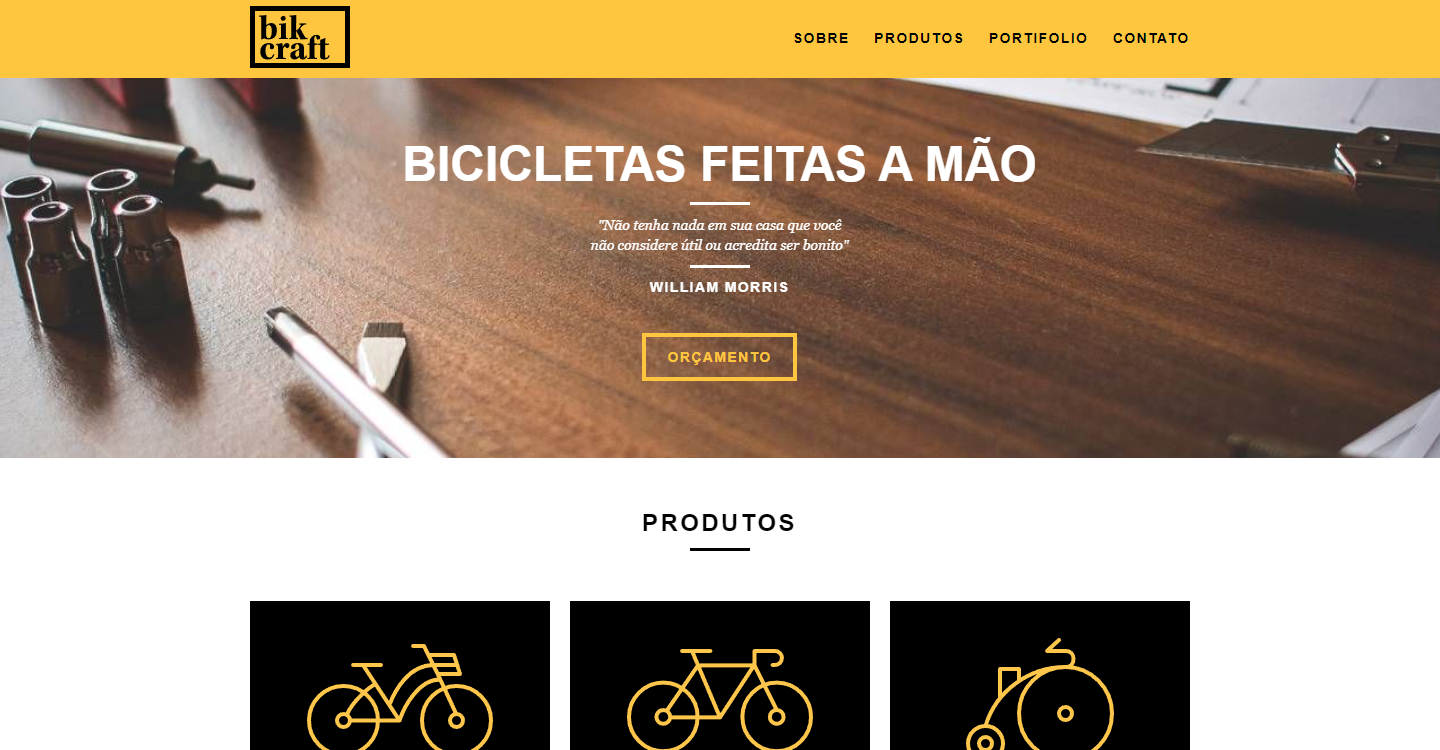 bik
craft
SOBRE PRODUTOS PORTIFOLIO CONTATO
BICICLETAS FEITAS A MÃO
"Não tenha nada em sua casa que você
não considere útil ou acredita ser bonito"
WILLIAM MORRIS
ORÇAMENTO
PRODUTOS